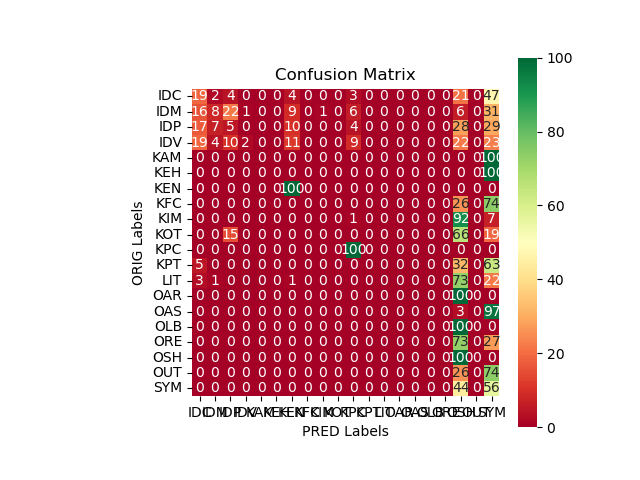 Confusion Matrix
ORIG Labels
IDC 19 2 4 0 0 0 4 0 0 0 3 0 0 0 0 0 0 21 0 47
IDM 16 8 22 1 0 0 9 0 1 0 6 0 0 0 0 0 0 6 0 31
IDP 17 7 5 0 0 0 10 0 0 0 4 0 0 0 0 0 0 28 0 29
IDV 19 4 10 2 0 0 11 0 0 0 9 0 0 0 0 0 0 22 0 23
KAM 0 0 0 0 0 0 0 0 0 0 0 0 0 0 0 0 0 0 0 100
KEH 0 0 0 0 0 0 0 0 0 0 0 0 0 0 0 0 0 0 0 100
KEN 0 0 0 0 0 0 100 0 0 0 0 0 0 0 0 0 0 0 0 0
KFC 0 0 0 0 0 0 0 0 0 0 0 0 0 0 0 0 0 26 0 74
KIM 0 0 0 0 0 0 0 0 0 0 1 0 0 0 0 0 0 92 0 7
KOT 0 0 15 0 0 0 0 0 0 0 0 0 0 0 0 0 0 66 0 19
KPC 0 0 0 0 0 0 0 0 0 0 100 0 0 0 0 0 0 0 0 0
KPT 5 0 0 0 0 0 0 0 0 0 0 0 0 0 0 0 0 32 0 63
LIT 3 1 0 0 0 0 1 0 0 0 0 0 0 0 0 0 0 73 0 22
OAR 0 0 0 0 0 0 0 0 0 0 0 0 0 0 0 0 0 100 0 0
OAS 0 0 0 0 0 0 0 0 0 0 0 0 0 0 0 0 0 3 0 97
OLB 0 0 0 0 0 0 0 0 0 0 0 0 0 0 0 0 0 100 0 0
ORE 0 0 0 0 0 0 0 0 0 0 0 0 0 0 0 0 0 73 0 27
OSH 0 0 0 0 0 0 0 0 0 0 0 0 0 0 0 0 0 100 0 0
OUT 0 0 0 0 0 0 0 0 0 0 0 0 0 0 0 0 0 26 0 74
SYM 0 0 0 0 0 0 0 0 0 0 0 0 0 0 0 0 0 44 0 56
IDC IDM IDP IDV KAM KEH KEN KFC KIM KOT KPC KPT LIT OAR OAS OLB ORE OSH OUT SYM
PRED Labels
100
80
60
40
20
0